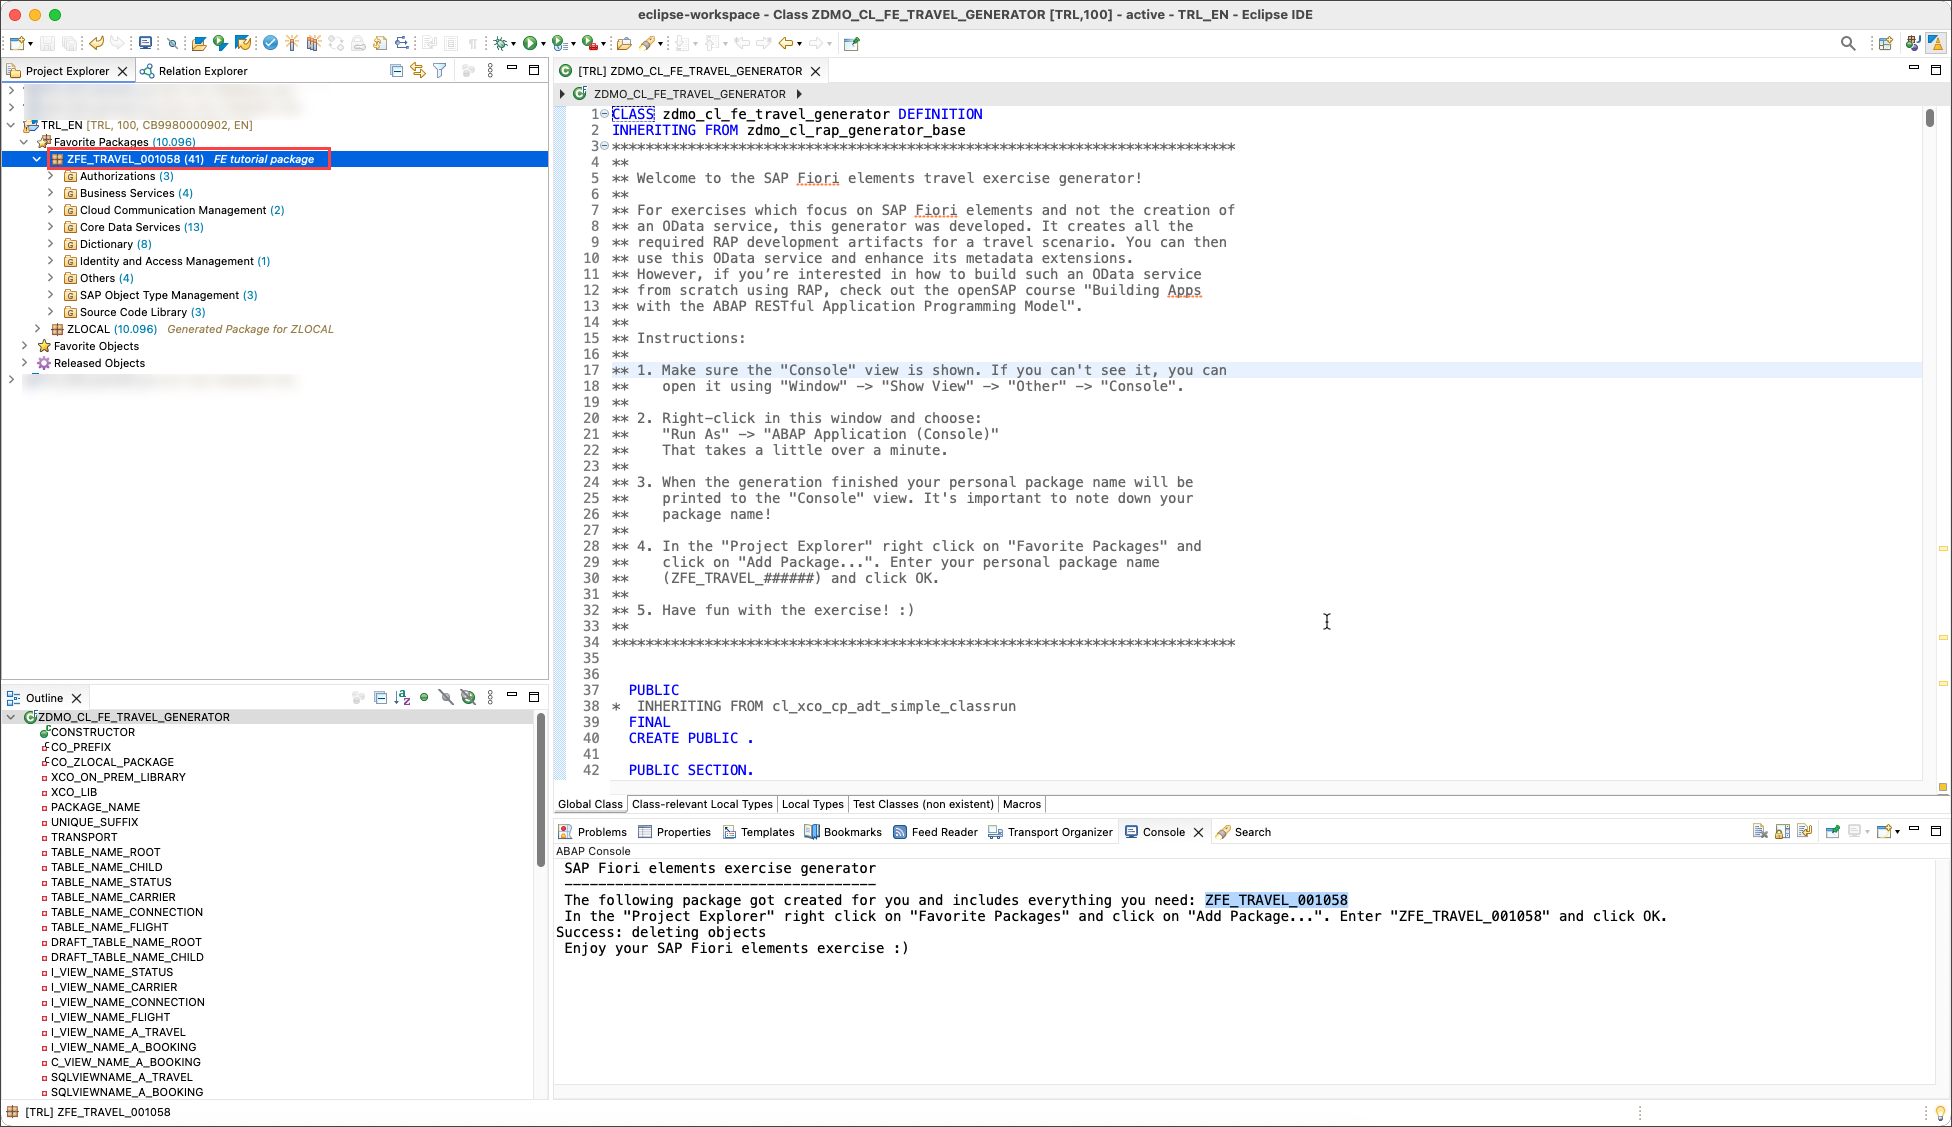 eclipse-workspace - Class ZDMO_CL_FE_TRAVEL_GENERATOR [TRL,100] - active - TRL_EN - Eclipse IDE
Project Explorer
Relation Explorer
TRL_EN [TRL, 100, CB9980000902, EN]
Favorite Packages (10.096)
ZFE_TRAVEL_001058 (41) FE tutorial package
Authorizations (3)
Business Services (4)
Cloud Communication Management (2)
Core Data Services (13)
Dictionary (8)
Identity and Access Management (1)
Others (4)
SAP Object Type Management (3)
Source Code Library (3)
ZLOCAL (10.096) Generated Package for ZLOCAL
Favorite Objects
Released Objects
Outline
ZDMO_CL_FE_TRAVEL_GENERATOR
CONSTRUCTOR
CO_PREFIX
CO_ZLOCAL_PACKAGE
XCO_ON_PREM_LIBRARY
XCO_LIB
PACKAGE_NAME
UNIQUE_SUFFIX
TRANSPORT
TABLE_NAME_ROOT
TABLE_NAME_CHILD
TABLE_NAME_STATUS
TABLE_NAME_CARRIER
TABLE_NAME_CONNECTION
TABLE_NAME_FLIGHT
DRAFT_TABLE_NAME_ROOT
DRAFT_TABLE_NAME_CHILD
I_VIEW_NAME_STATUS
I_VIEW_NAME_CARRIER
I_VIEW_NAME_CONNECTION
I_VIEW_NAME_FLIGHT
I_VIEW_NAME_A_TRAVEL
I_VIEW_NAME_A_BOOKING
C_VIEW_NAME_A_BOOKING
SQLVIEWNAME_A_TRAVEL
SQLVIEWNAME_A_BOOKING
[TRL] ZFE_TRAVEL_001058
[TRL] ZDMO_CL_FE_TRAVEL_GENERATOR
ZDMO_CL_FE_TRAVEL_GENERATOR
1 CLASS zdmo_cl_fe_travel_generator DEFINITION
2 INHERITING FROM zdmo_cl_rap_generator_base
3 **************************************************************************
4 **
5 ** Welcome to the SAP Fiori elements travel exercise generator!
6 **
7 ** For exercises which focus on SAP Fiori elements and not the creation of
8 ** an OData service, this generator was developed. It creates all the
9 ** required RAP development artifacts for a travel scenario. You can then
10 ** use this OData service and enhance its metadata extensions.
11 ** However, if you’re interested in how to build such an OData service
12 ** from scratch using RAP, check out the openSAP course "Building Apps
13 ** with the ABAP RESTful Application Programming Model".
14 **
15 ** Instructions:
16 **
17 ** 1. Make sure the "Console" view is shown. If you can't see it, you can
18 ** open it using "Window" -> "Show View" -> "Other" -> "Console".
19 **
20 ** 2. Right-click in this window and choose:
21 ** "Run As" -> "ABAP Application (Console)"
22 ** That takes a little over a minute.
23 **
24 ** 3. When the generation finished your personal package name will be
25 ** printed to the "Console" view. It's important to note down your
26 ** package name!
27 **
28 ** 4. In the "Project Explorer" right click on "Favorite Packages" and
29 ** click on "Add Package...". Enter your personal package name
30 ** (ZFE_TRAVEL_######) and click OK.
31 **
32 ** 5. Have fun with the exercise! :)
33 **
34 **************************************************************************
35
36
37 PUBLIC
38 * INHERITING FROM cl_xco_cp_adt_simple_classrun
39 FINAL
40 CREATE PUBLIC .
41
42 PUBLIC SECTION.
Global Class Class-relevant Local Types Local Types Test Classes (non existent) Macros
Problems Properties Templates Bookmarks Feed Reader Transport Organizer Console Search
ABAP Console
SAP Fiori elements exercise generator
-------------------------------------
The following package got created for you and includes everything you need: ZFE_TRAVEL_001058
In the "Project Explorer" right click on "Favorite Packages" and click on "Add Package...". Enter "ZFE_TRAVEL_001058" and click OK.
Success: deleting objects
Enjoy your SAP Fiori elements exercise :)